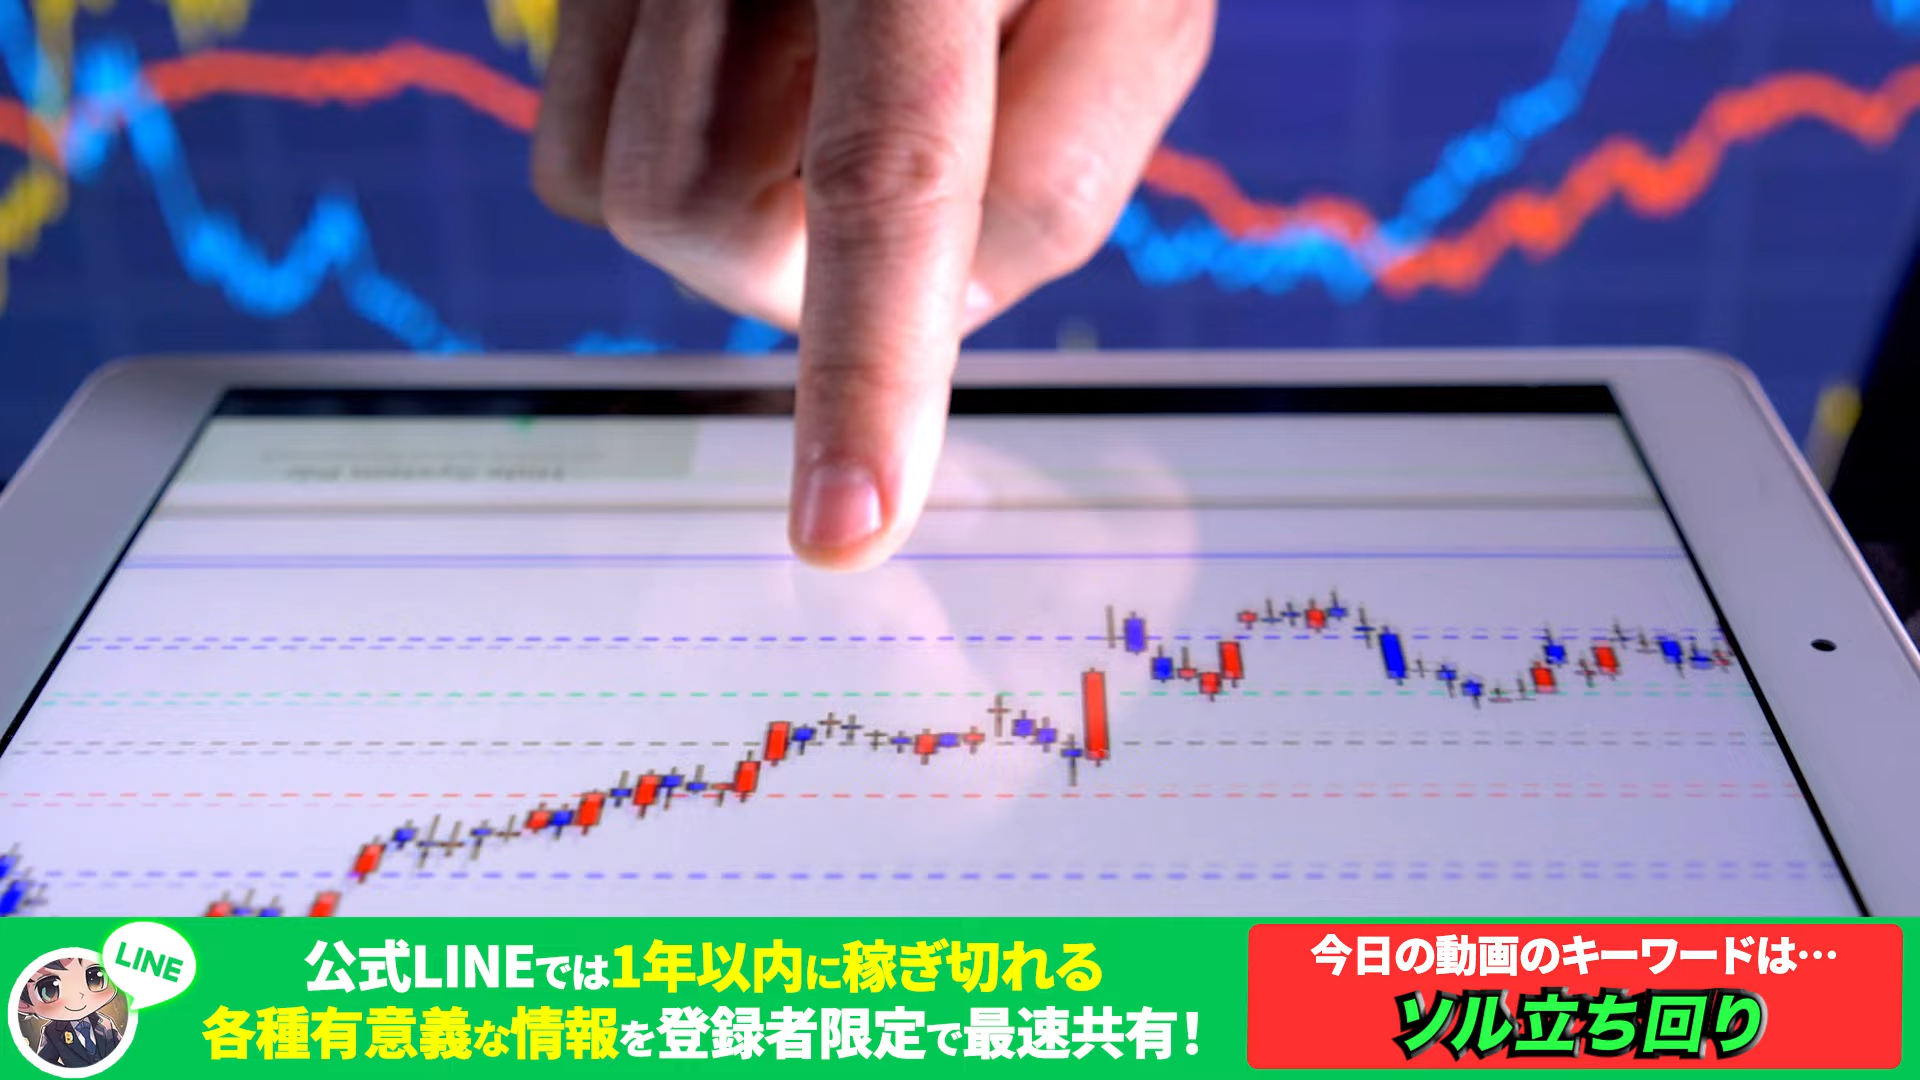 LINE
公式LINEでは1年以内に稼ぎ切れる
各種有意義な情報を登録者限定で最速共有!
今日の動画のキーワードは…
ソル立ち回り